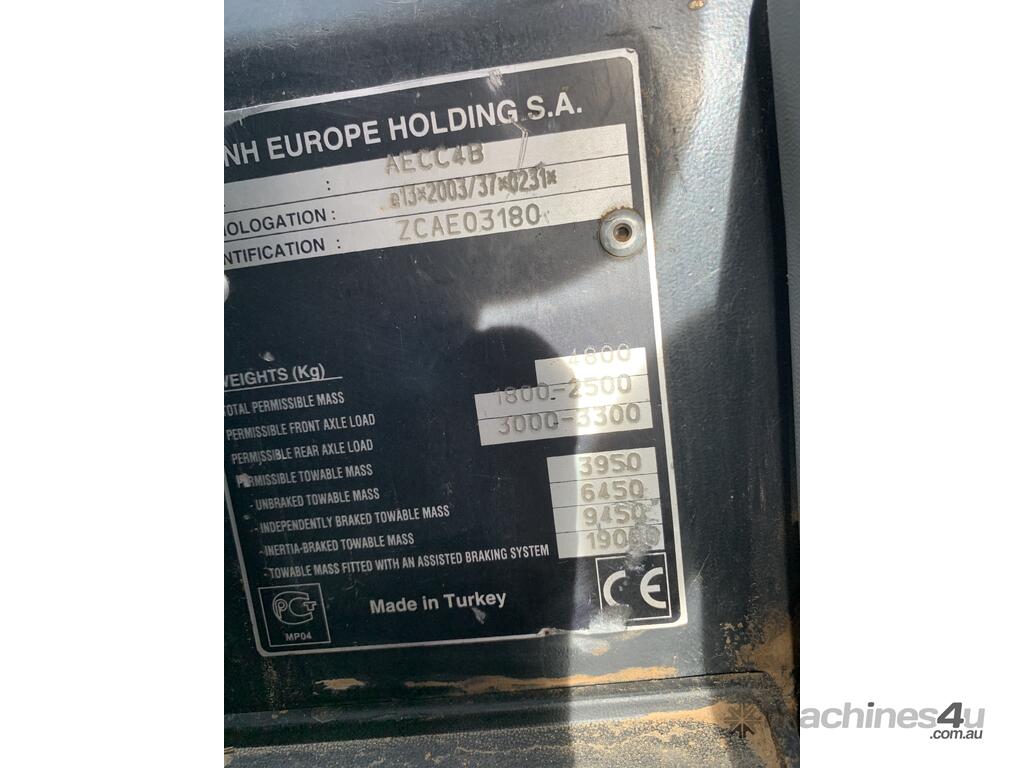 NH EUROPE HOLDING S.A.
: AECC4B
OLOGATION : e13*2003/37*0231*
NTIFICATION : ZCAE03180
WEIGHTS (Kg)
TOTAL PERMISSIBLE MASS 4800
PERMISSIBLE FRONT AXLE LOAD 1800-2500
PERMISSIBLE REAR AXLE LOAD 3000-3300
PERMISSIBLE TOWABLE MASS
- UNBRAKED TOWABLE MASS 3950
- INDEPENDENTLY BRAKED TOWABLE MASS 6450
- INERTIA-BRAKED TOWABLE MASS 9450
- TOWABLE MASS FITTED WITH AN ASSISTED BRAKING SYSTEM 19000
PCT
MP04
Made in Turkey
CE
machines4u
.com.au